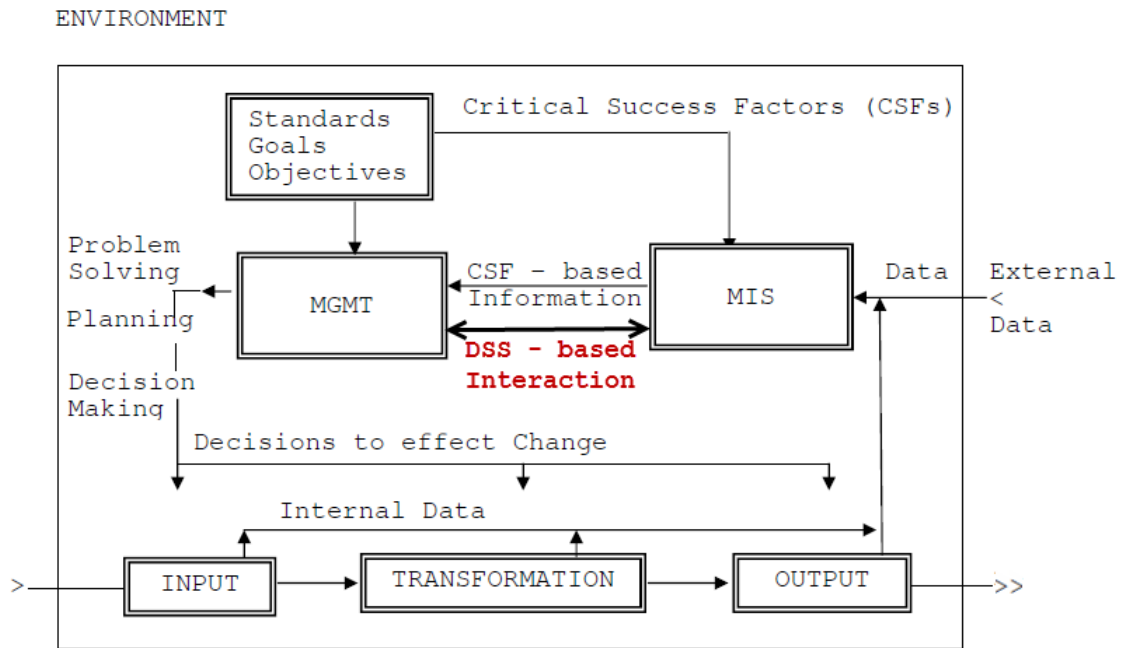 ENVIRONMENT
Standards
Goals
Objectives
Critical Success Factors (CSFs)
Problem
Solving
Planning
Decision
Making
MGMT
CSF - based
Information
DSS - based
Interaction
MIS
Data
External
<
Data
Decisions to effect Change
Internal Data
>
INPUT
TRANSFORMATION
OUTPUT
>>